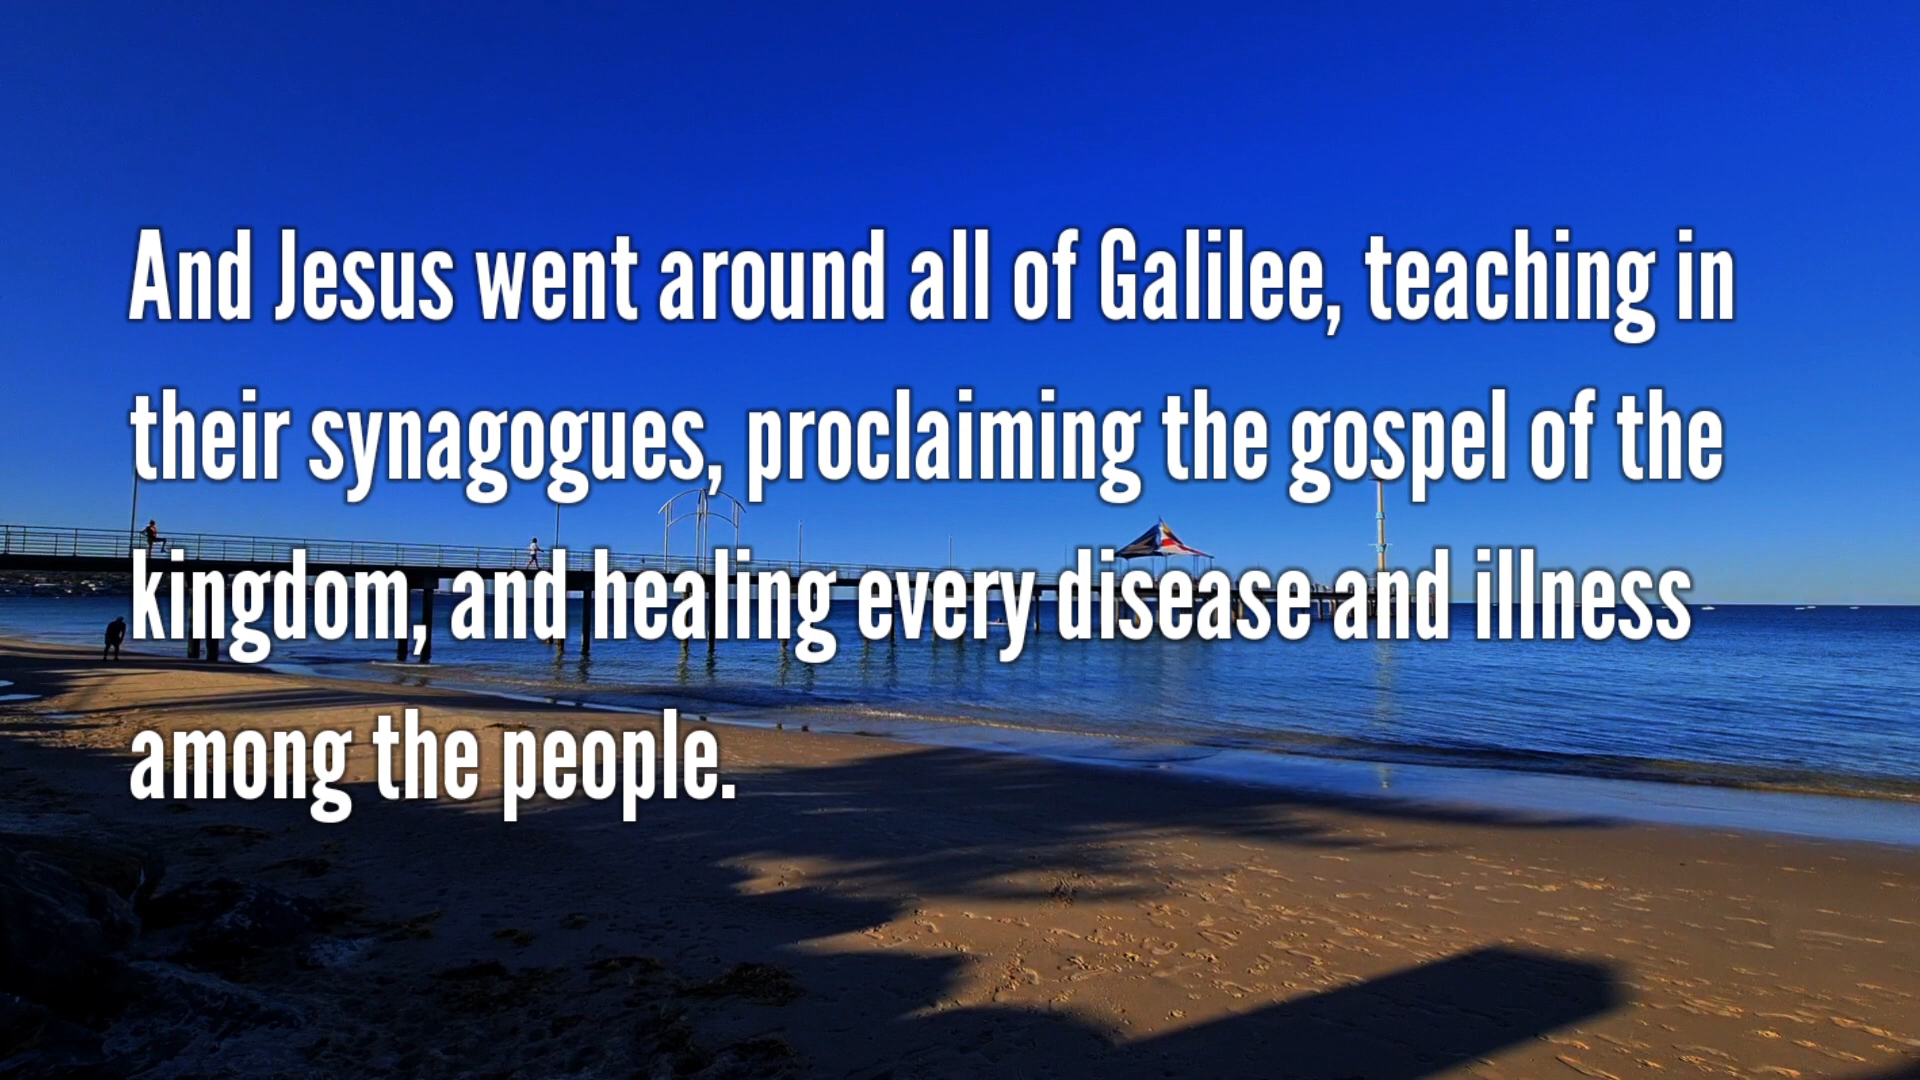 And Jesus went around all of Galilee, teaching in
their synagogues, proclaiming the gospel of the
kingdom, and healing every disease and illness
among the people.